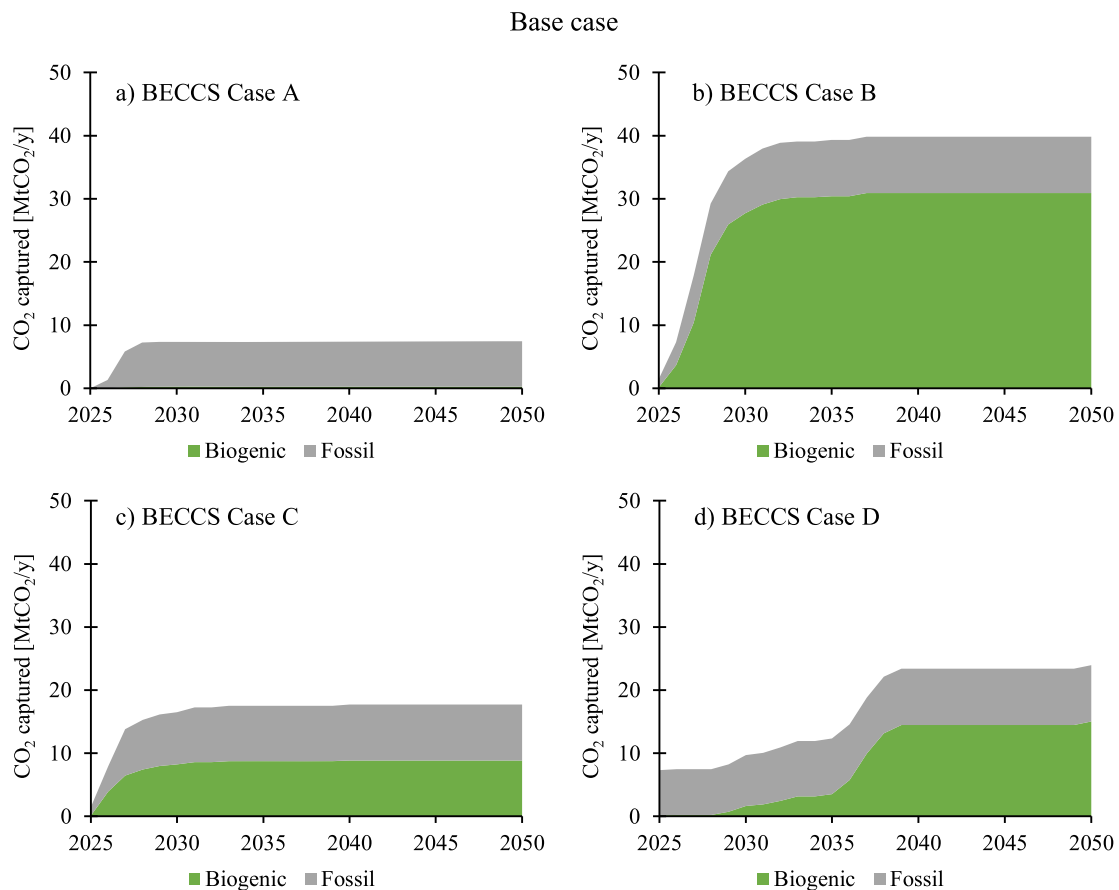 Base case
a) BECCS Case A
CO₂ captured [MtCO₂/y]
50
40
30
20
10
0
2025 2030 2035 2040 2045 2050
Biogenic Fossil
b) BECCS Case B
CO₂ captured [MtCO₂/y]
50
40
30
20
10
0
2025 2030 2035 2040 2045 2050
Biogenic Fossil
c) BECCS Case C
CO₂ captured [MtCO₂/y]
50
40
30
20
10
0
2025 2030 2035 2040 2045 2050
Biogenic Fossil
d) BECCS Case D
CO₂ captured [MtCO₂/y]
50
40
30
20
10
0
2025 2030 2035 2040 2045 2050
Biogenic Fossil